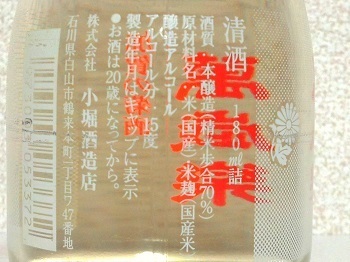 清酒
180ml詰
酒質・本醸造(精米歩合70%)
原材料名・米(国産)米麹(国産米)
醸造アルコール
アルコール分・15度
製造年月はキャップに表示
●お酒は20歳になってから。
株式会社 小堀酒造店
石川県白山市鶴来本町1丁目ワ47番地